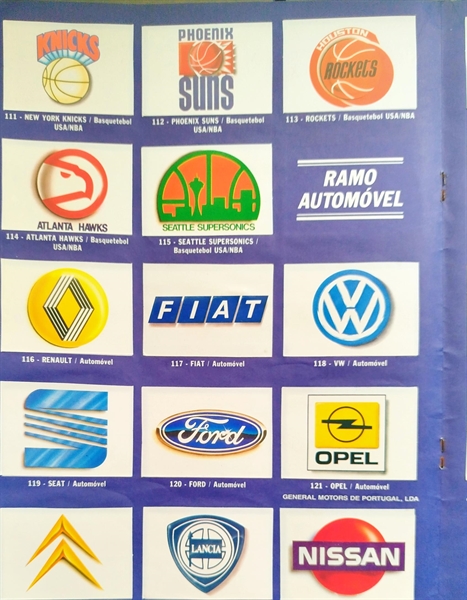 KNICKS
111 - NEW YORK KNICKS / Basquetebol
USA/NBA
PHOENIX
SUNS
112 - PHOENIX SUNS / Basquetebol
USA/NBA
HOUSTON
ROCKETS
113 - ROCKETS / Basquetebol USA/NBA
ATLANTA HAWKS
114 - ATLANTA HAWKS / Basquetebol
USA/NBA
SEATTLE SUPERSONICS
115 - SEATTLE SUPERSONICS /
Basquetebol USA/NBA
RAMO
AUTOMÓVEL
116 - RENAULT / Automóvel
FIAT
117 - FIAT / Automóvel
VW
118 - VW / Automóvel
119 - SEAT / Automóvel
Ford
120 - FORD / Automóvel
OPEL
121 - OPEL / Automóvel
GENERAL MOTORS DE PORTUGAL, LDA
LANCIA
NISSAN